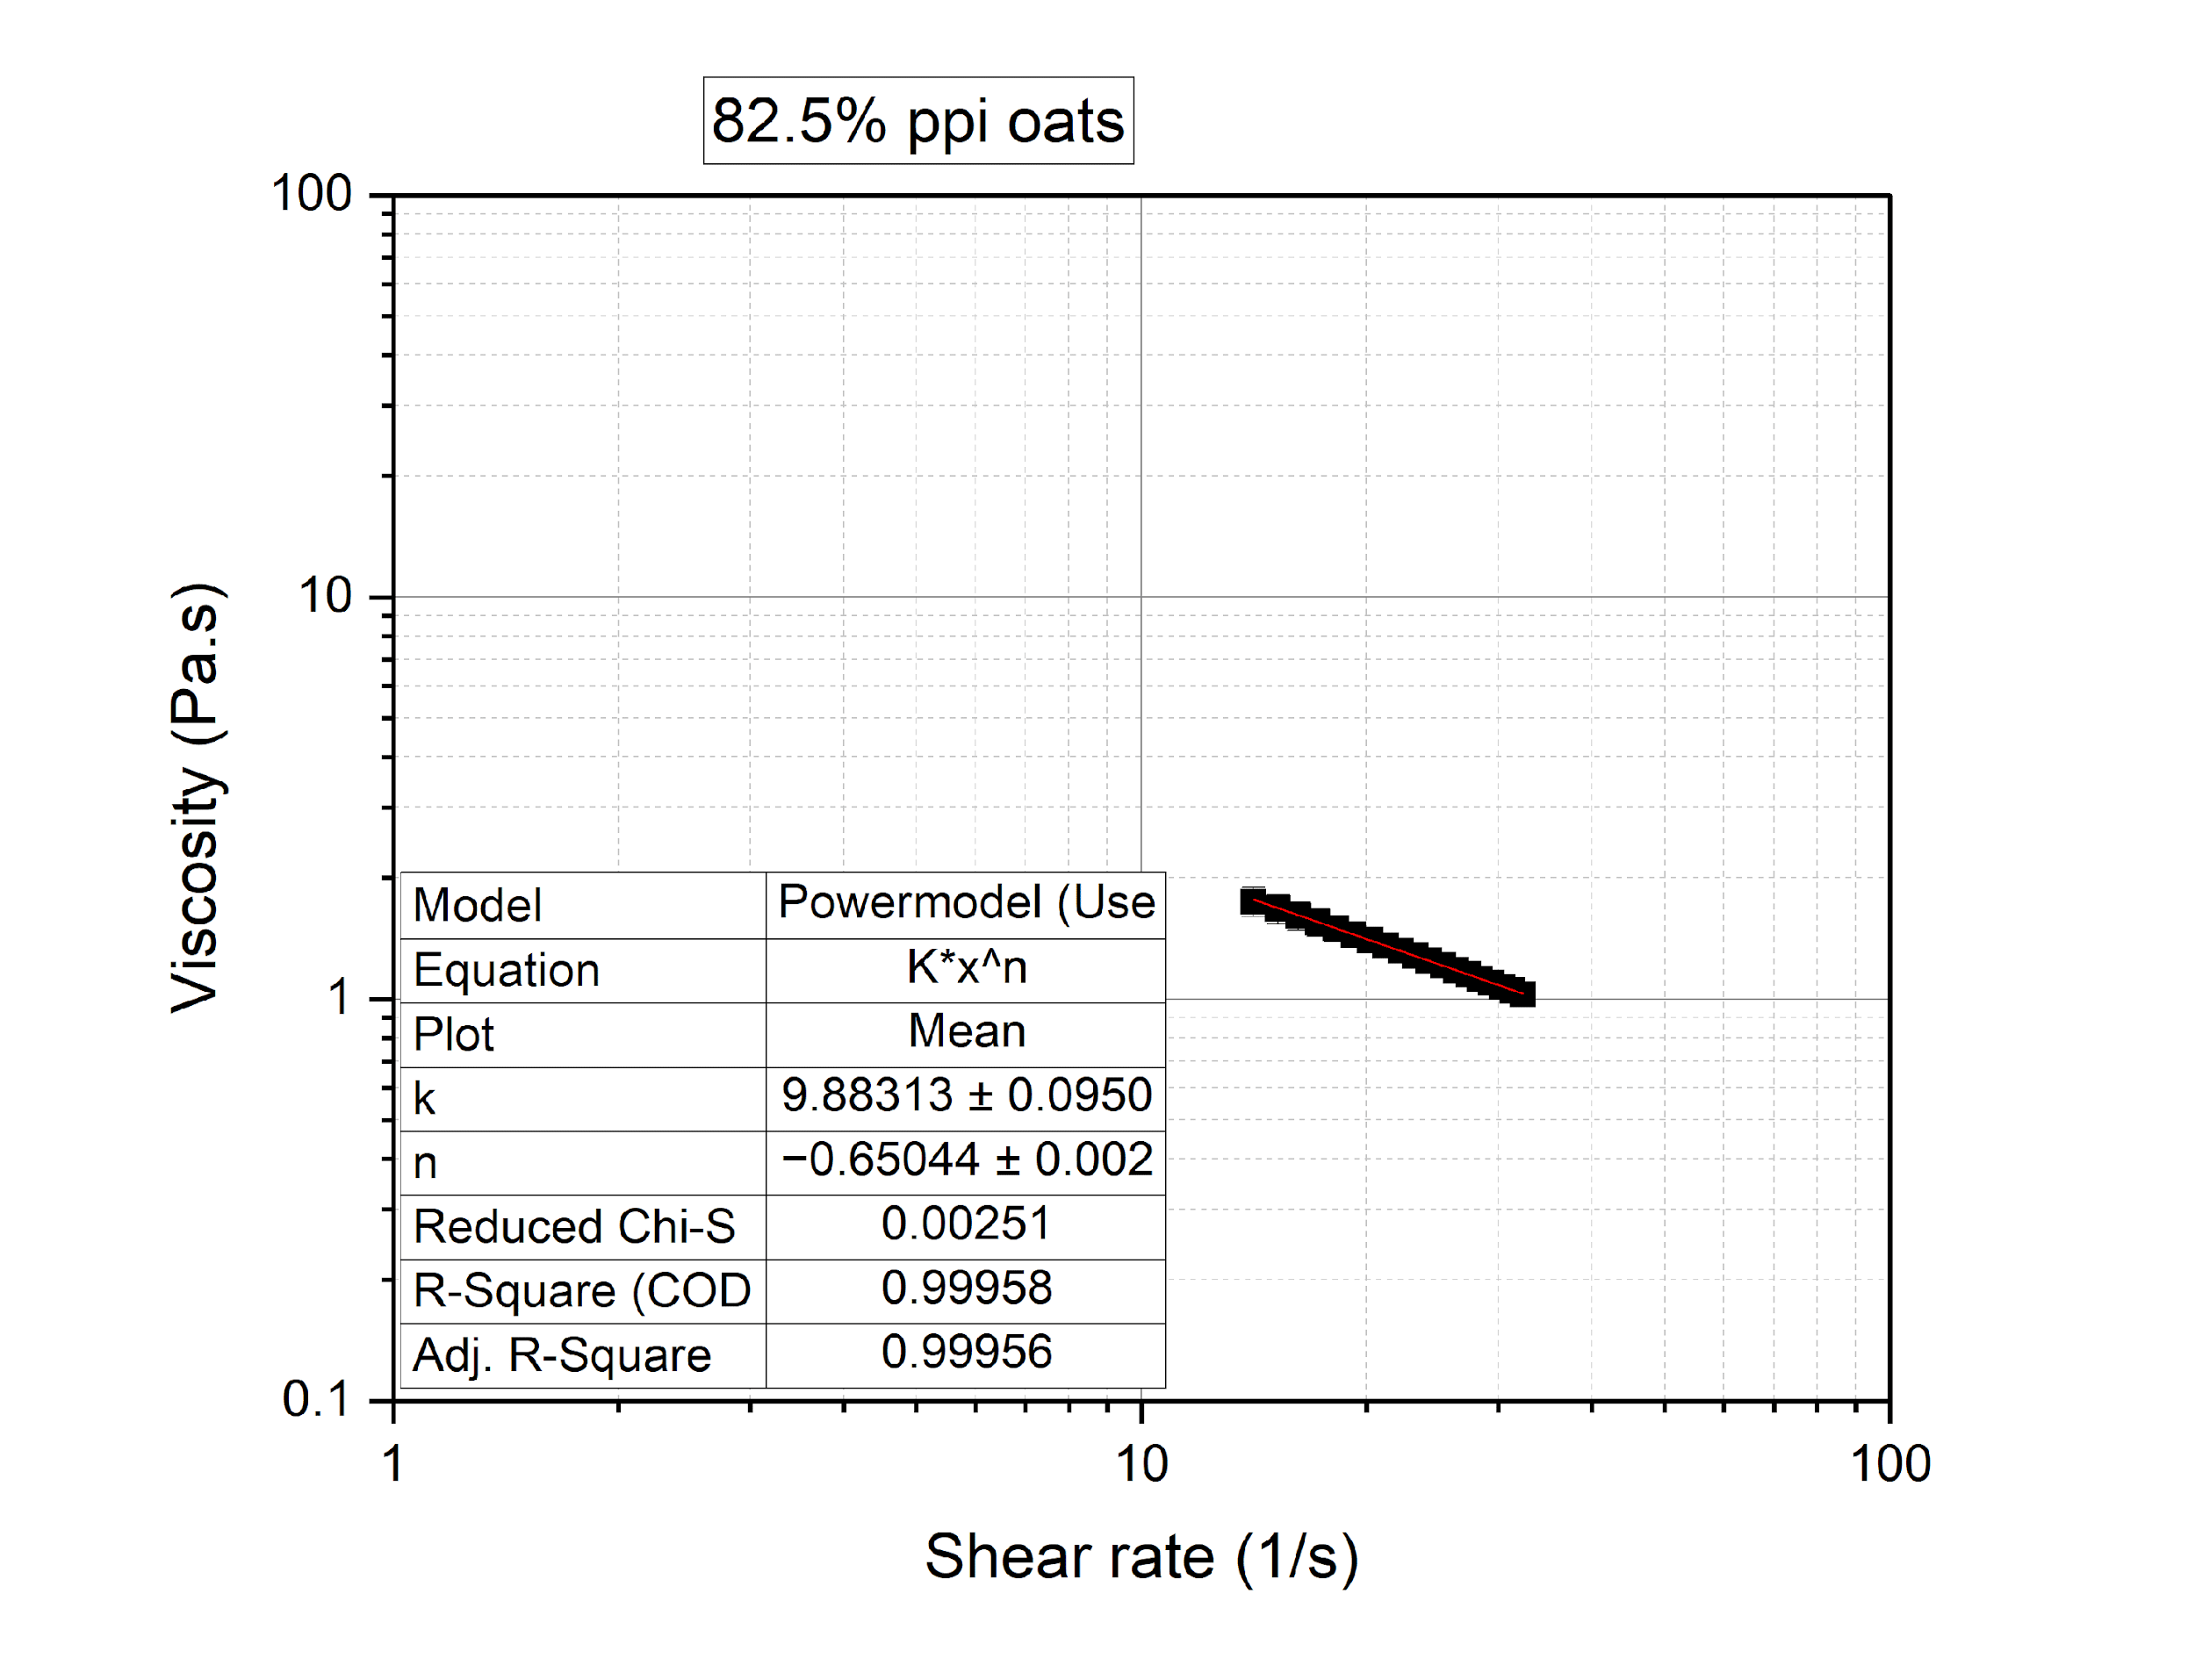 82.5% ppi oats
100
10
1
0.1
Viscosity (Pa.s)
Model Powermodel (Use
Equation K*x^n
Plot Mean
k 9.88313 ± 0.0950
n −0.65044 ± 0.002
Reduced Chi-S 0.00251
R-Square (COD 0.99958
Adj. R-Square 0.99956
1 10 100
Shear rate (1/s)